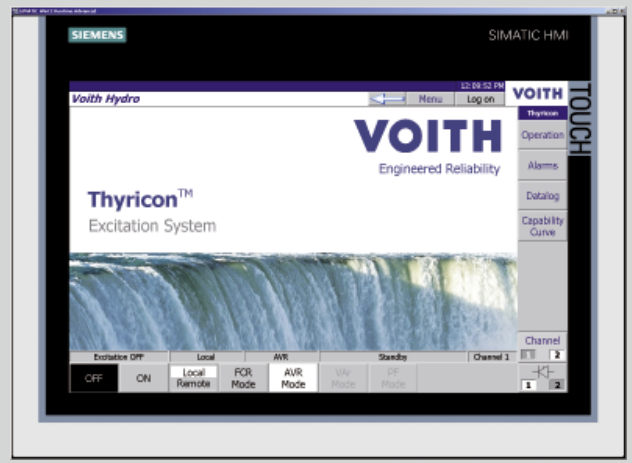 SIEMENS
SIMATIC HMI
TOUCH
12:09:52 PM
Voith Hydro
Menu
Log on
VOITH
Thyricon
Operation
Alarms
Datalog
Capability
Curve
VOITH
Engineered Reliability
Thyricon™
Excitation System
Channel
1 2
Excitation OFF
Local
AVR
Standby
Channel 1
OFF
ON
Local
Remote
FCR
Mode
AVR
Mode
VAr
Mode
PF
Mode
1 2